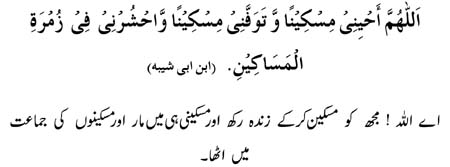 اَللّٰهُمَّ أَحْيِنِىْ مِسْكِيْنًا وَّ تَوَفَّنِىْ مِسْكِيْنًا وَّاحْشُرْنِىْ فِىْ زُمْرَةِ
الْمَسَاكِيْنِ. (ابن ابی شیبه)
اے اللہ ! مجھ کو مسکین کرکے زندہ رکھ اور مسکینی ہی میں مار اور مسکینوں کی جماعت
میں اٹھا۔